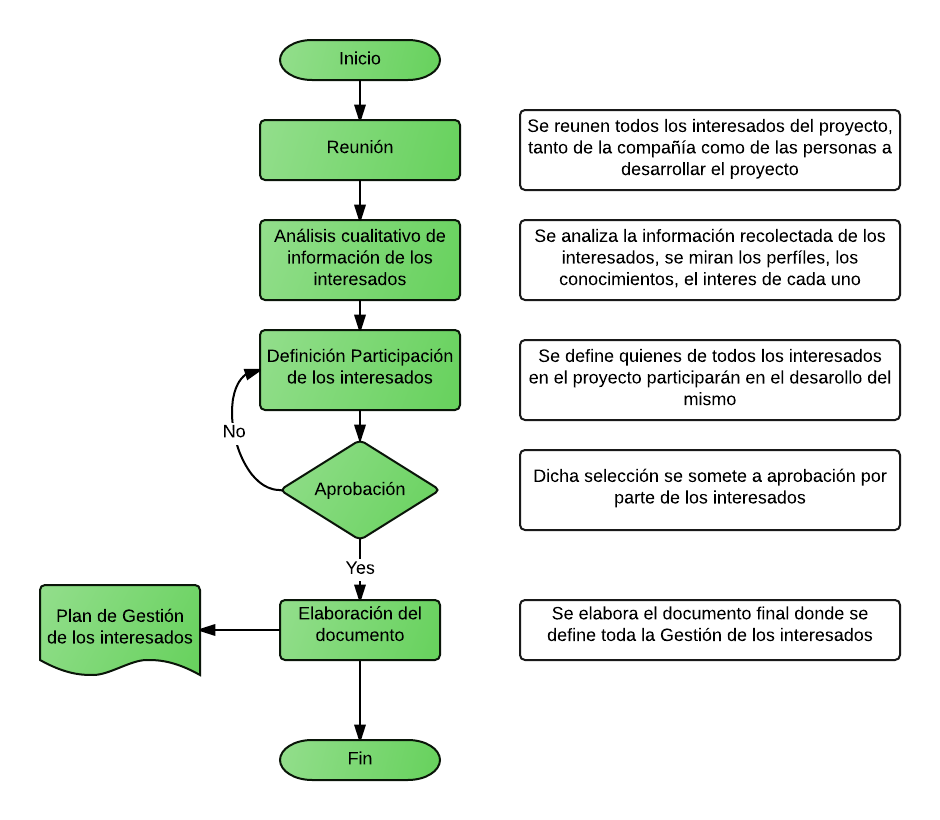 Inicio
Reunión
Se reunen todos los interesados del proyecto,
tanto de la compañía como de las personas a
desarrollar el proyecto
Análisis cualitativo de
información de los
interesados
Se analiza la información recolectada de los
interesados, se miran los perfíles, los
conocimientos, el interes de cada uno
Definición Participación
de los interesados
Se define quienes de todos los interesados
en el proyecto participarán en el desarollo del
mismo
No
Aprobación
Dicha selección se somete a aprobación por
parte de los interesados
Yes
Plan de Gestión
de los interesados
Elaboración del
documento
Se elabora el documento final donde se
define toda la Gestión de los interesados
Fin